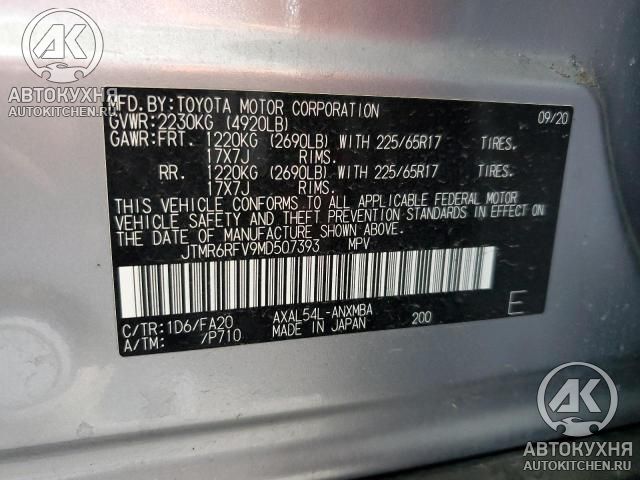 АК
АВТОКУХНЯ
AUTOKITCHEN.RU
MFD.BY:TOYOTA MOTOR CORPORATION 09/20
GVWR:2230KG (4920LB)
GAWR:FRT. 1220KG (2690LB) WITH 225/65R17 TIRES.
17X7J RIMS.
RR. 1220KG (2690LB) WITH 225/65R17 TIRES.
17X7J RIMS.
THIS VEHICLE CONFORMS TO ALL APPLICABLE FEDERAL MOTOR
VEHICLE SAFETY AND THEFT PREVENTION STANDARDS IN EFFECT ON
THE DATE OF MANUFACTURE SHOWN ABOVE.
JTMR6RFV9MD507393 MPV
C/TR:1D6/FA20 AXAL54L-ANXMBA
A/TM: /P710 MADE IN JAPAN 200 E
АК
АВТОКУХНЯ
AUTOKITCHEN.RU